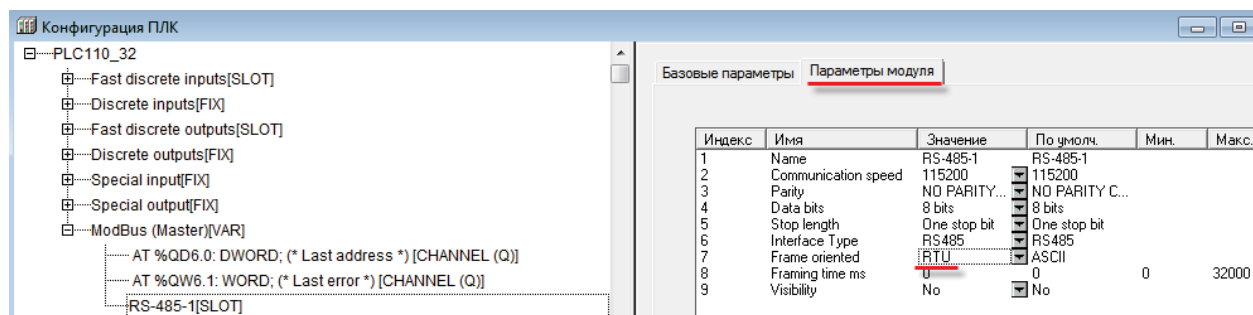 Конфигурация ПЛК
PLC110_32
Fast discrete inputs[SLOT]
Discrete inputs[FIX]
Fast discrete outputs[SLOT]
Discrete outputs[FIX]
Special input[FIX]
Special output[FIX]
ModBus (Master)[VAR]
AT %QD6.0: DWORD; (* Last address *) [CHANNEL (Q)]
AT %QW6.1: WORD; (* Last error *) [CHANNEL (Q)]
RS-485-1[SLOT]
Базовые параметры Параметры модуля
Индекс Имя Значение По умолч. Мин. Макс.
1 Name RS-485-1 RS-485-1
2 Communication speed 115200 115200
3 Parity NO PARITY... NO PARITY C...
4 Data bits 8 bits 8 bits
5 Stop length One stop bit One stop bit
6 Interface Type RS485 RS485
7 Frame oriented RTU ASCII
8 Framing time ms 0 0 0 32000
9 Visibility No No